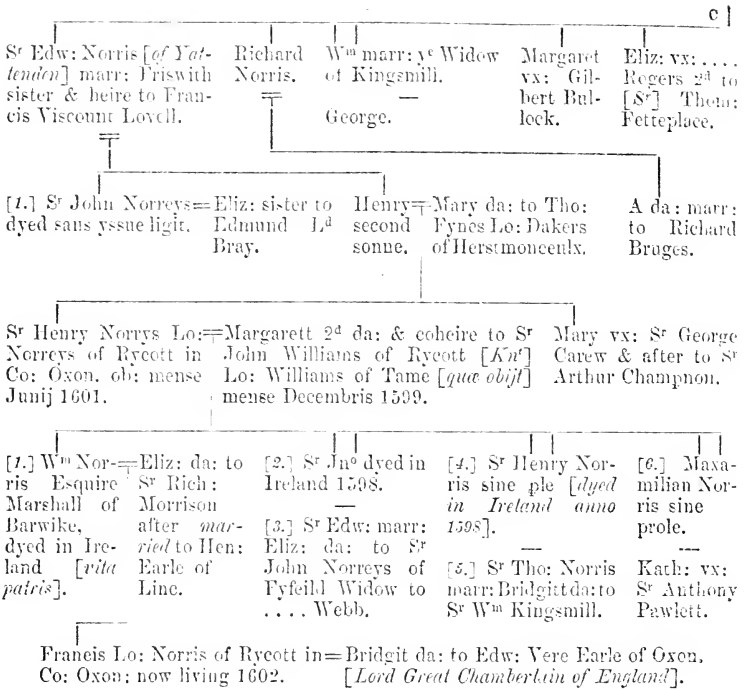 c
Sʳ Edw: Norris [of Yat-
tenden] marr: Friswith
sister & heire to Fran-
cis Viscount Lovell.
Richard
Norris.
Wᵐ marr: yᵉ Widow
of Kingsmill.
—
George.
Margaret
vx: Gil-
bert Bul-
lock.
Eliz: vx: ....
Rogers 2ᵈ to
[Sʳ] Thom:
Fetteplace.
[1.] Sʳ John Norreys=
dyed sans yssue ligit.
Eliz: sister to
Edmund Lᵈ
Bray.
Henry=
second
sonne.
Mary da: to Tho:
Fynes Lo: Dakers
of Herstmonceulx.
A da: marr:
to Richard
Bruges.
Sʳ Henry Norrys Lo:=
Norreys of Rycott in
Co: Oxon. ob: mense
Junij 1601.
Margarett 2ᵈ da: & coheire to Sʳ
John Williams of Rycott [Knᵗ]
Lo: Williams of Tame [quæ obijt]
mense Decembris 1599.
Mary vx: Sʳ George
Carew & after to Sʳ
Arthur Champnon.
[1.] Wᵐ Nor-=
ris Esquire
Marshall of
Barwike,
dyed in Ire-
land [vita
patris].
Eliz: da: to
Sʳ Rich:
Morrison
after mar-
ried to Hen:
Earle of
Linc.
[2.] Sʳ Jnᵒ dyed in
Ireland 1598.
—
[3.] Sʳ Edw: marr:
Eliz: da: to Sʳ
John Norreys of
Fyfeild Widow to
.... Webb.
[4.] Sʳ Henry Nor-
ris sine ple [dyed
in Ireland anno
1598].
—
[5.] Sʳ Tho: Norris
marr: Bridgitt da: to
Sʳ Wᵐ Kingsmill.
[6.] Maxa-
milian Nor-
ris sine
prole.
—
Kath: vx:
Sʳ Anthony
Pawlett.
Francis Lo: Norris of Rycott in=
Co: Oxon: now living 1602.
Bridgit da: to Edw: Vere Earle of Oxon,
[Lord Great Chamberlain of England].